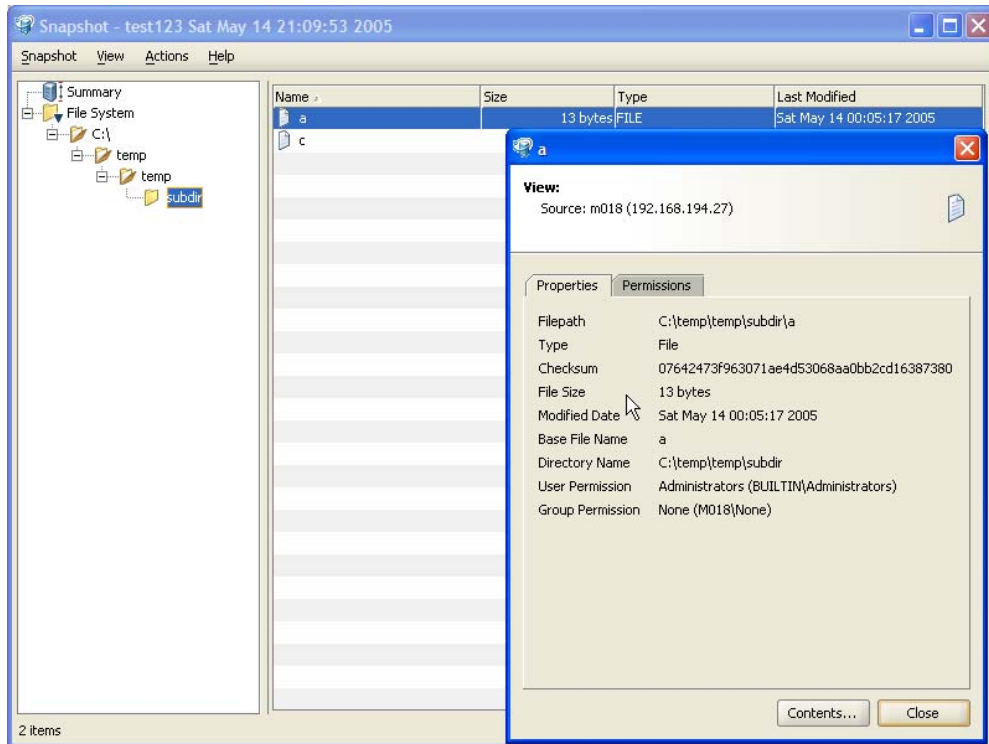 Snapshot - test123 Sat May 14 21:09:53 2005
Snapshot View Actions Help
Summary
File System
C:\
temp
temp
subdir
Name Size Type Last Modified
a 13 bytes FILE Sat May 14 00:05:17 2005
c
a
View:
Source: m018 (192.168.194.27)
Properties Permissions
Filepath C:\temp\temp\subdir\a
Type File
Checksum 07642473f963071ae4d53068aa0bb2cd16387380
File Size 13 bytes
Modified Date Sat May 14 00:05:17 2005
Base File Name a
Directory Name C:\temp\temp\subdir
User Permission Administrators (BUILTIN\Administrators)
Group Permission None (M018\None)
Contents... Close
2 items